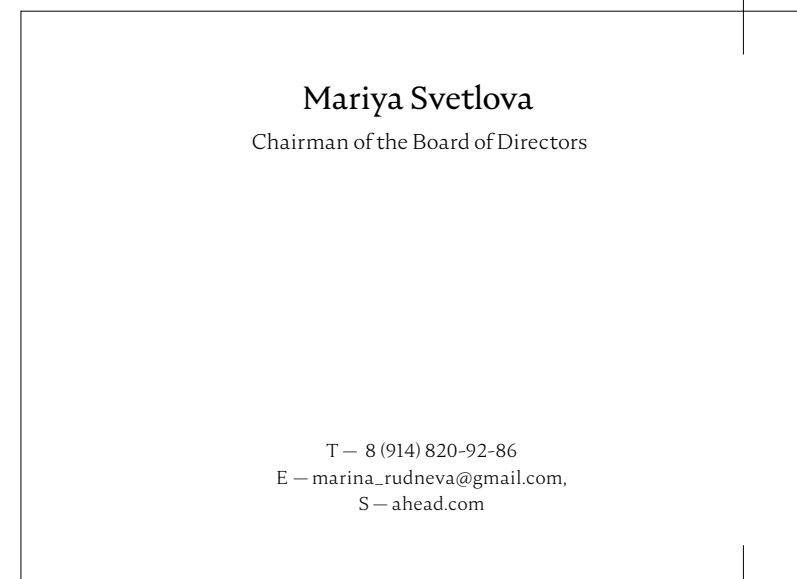 Mariya Svetlova
Chairman of the Board of Directors
T — 8 (914) 820-92-86
E — marina_rudneva@gmail.com,
S — ahead.com